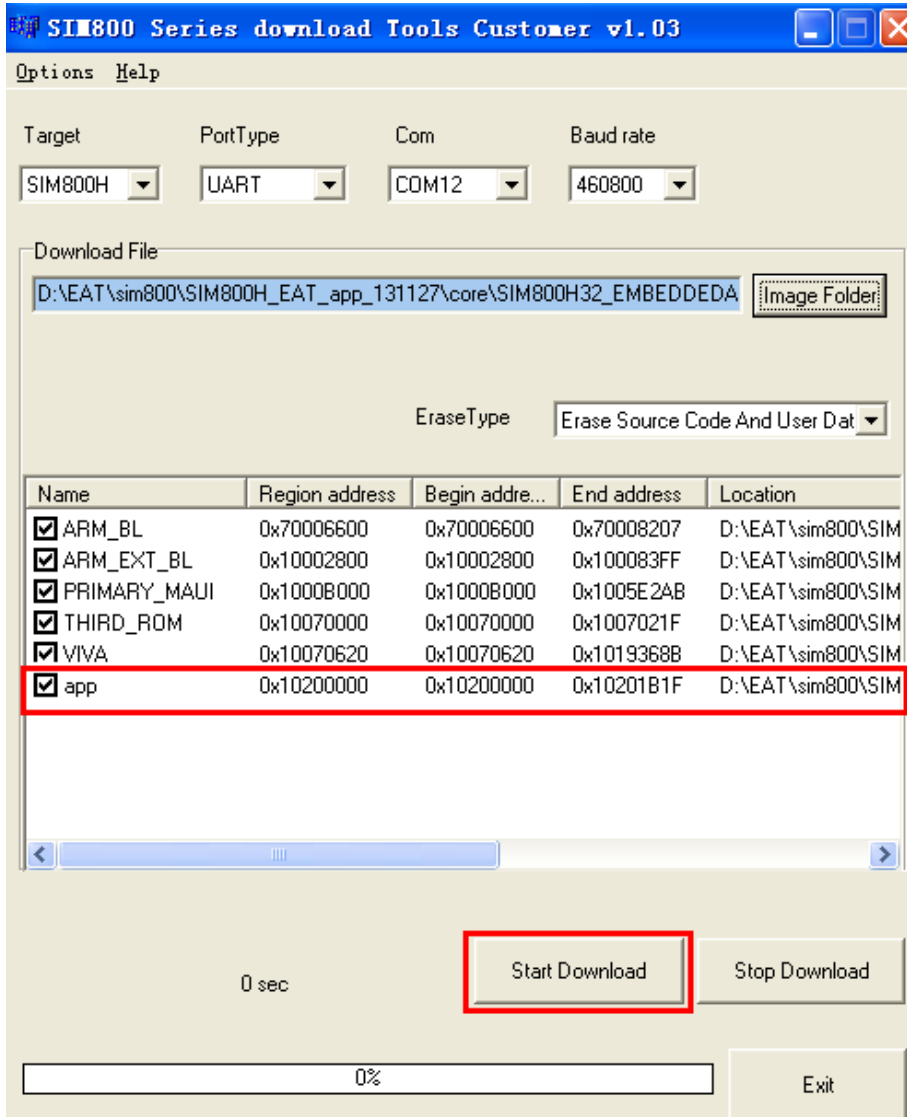 SIM800 Series download Tools Customer v1.03
Options Help
Target PortType Com Baud rate
SIM800H UART COM12 460800
Download File
D:\EAT\sim800\SIM800H_EAT_app_131127\core\SIM800H32_EMBEDDEDA Image Folder
EraseType Erase Source Code And User Dat
Name Region address Begin addre... End address Location
ARM_BL 0x70006600 0x70006600 0x70008207 D:\EAT\sim800\SIM
ARM_EXT_BL 0x10002800 0x10002800 0x100083FF D:\EAT\sim800\SIM
PRIMARY_MAUI 0x1000B000 0x1000B000 0x1005E2AB D:\EAT\sim800\SIM
THIRD_ROM 0x10070000 0x10070000 0x1007021F D:\EAT\sim800\SIM
VIVA 0x10070620 0x10070620 0x1019368B D:\EAT\sim800\SIM
app 0x10200000 0x10200000 0x10201B1F D:\EAT\sim800\SIM
0 sec Start Download Stop Download
0% Exit